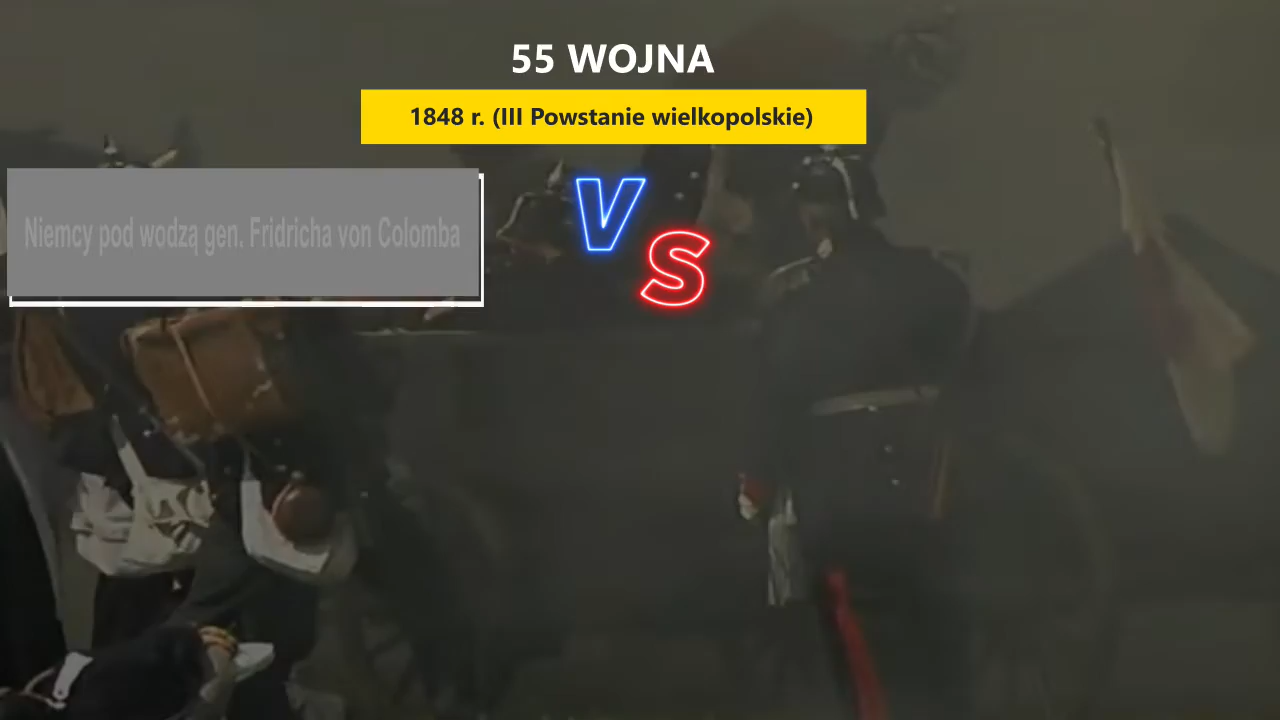 55 WOJNA
1848 r. (III Powstanie wielkopolskie)
Niemcy pod wodzą gen. Fridricha von Colomba
VS